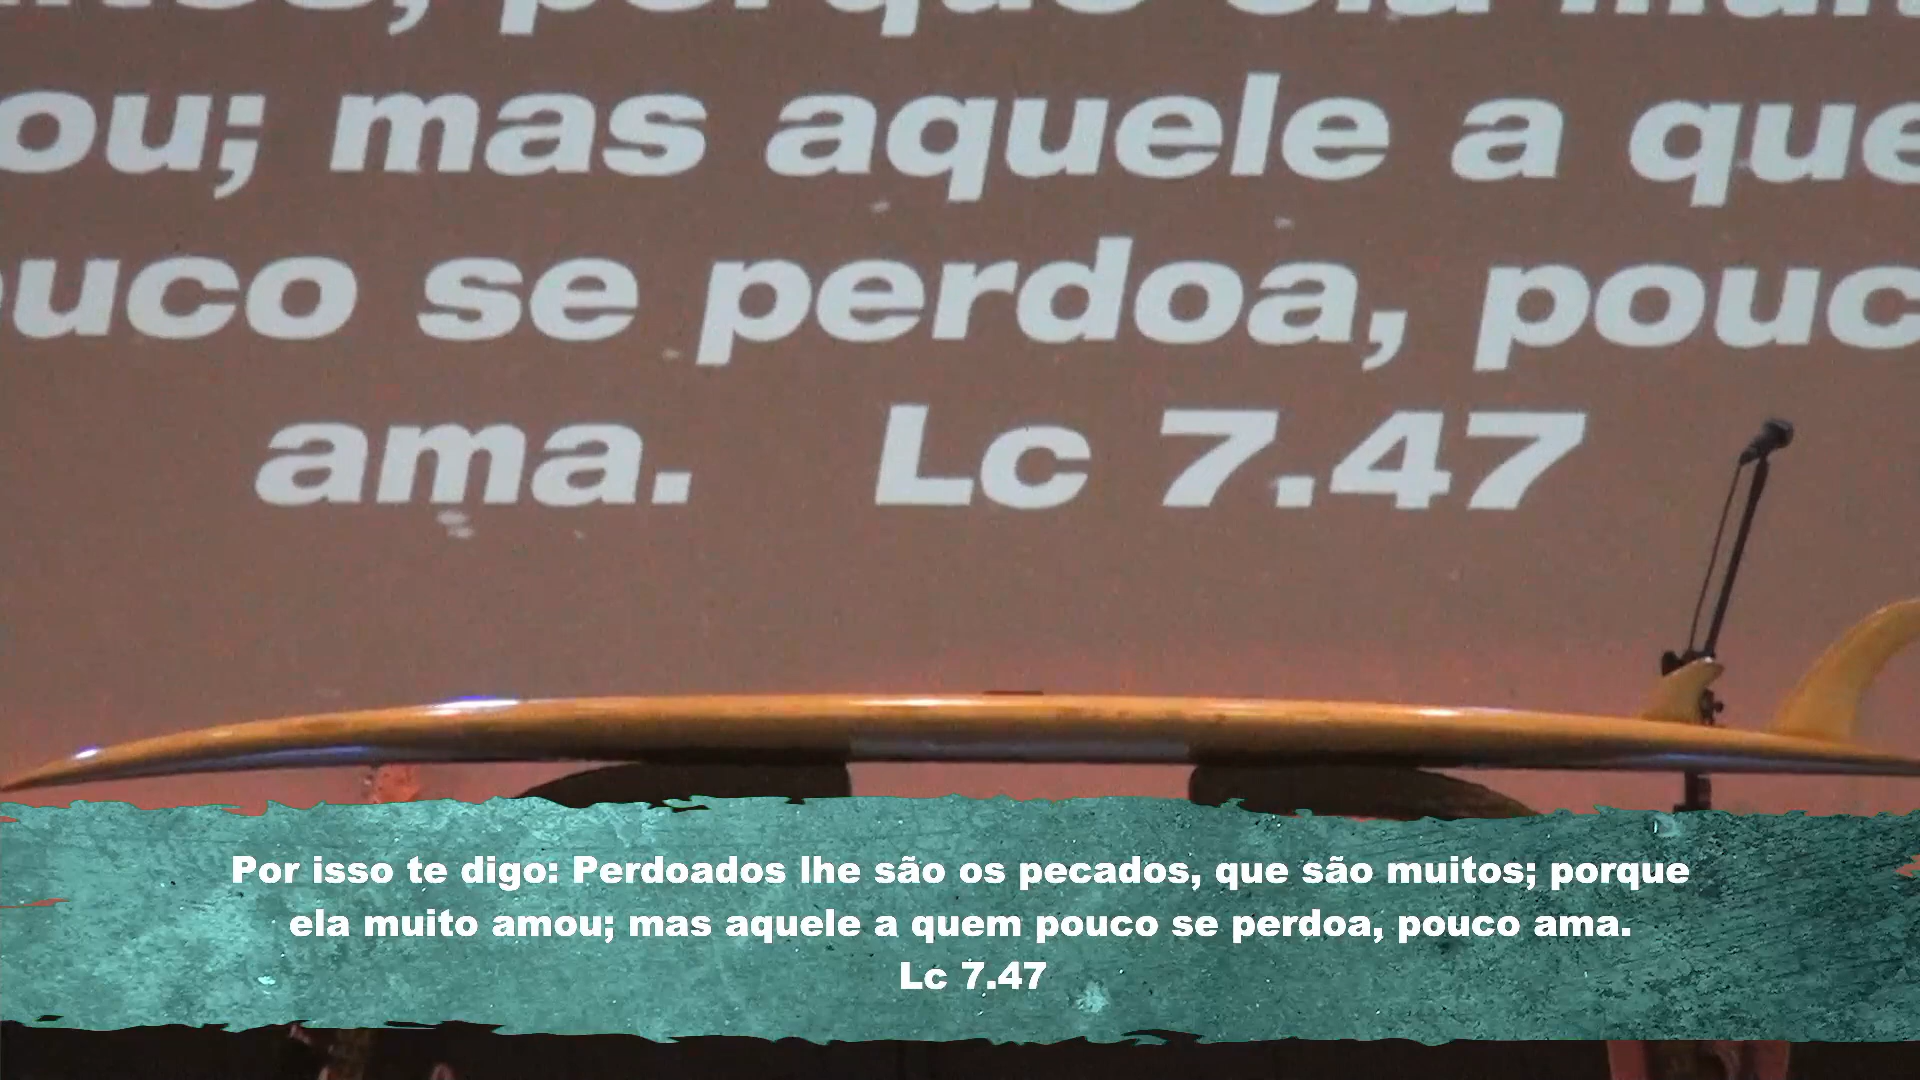 ou; mas aquele a que
uco se perdoa, pouc
ama. Lc 7.47
Por isso te digo: Perdoados lhe são os pecados, que são muitos; porque
ela muito amou; mas aquele a quem pouco se perdoa, pouco ama.
Lc 7.47